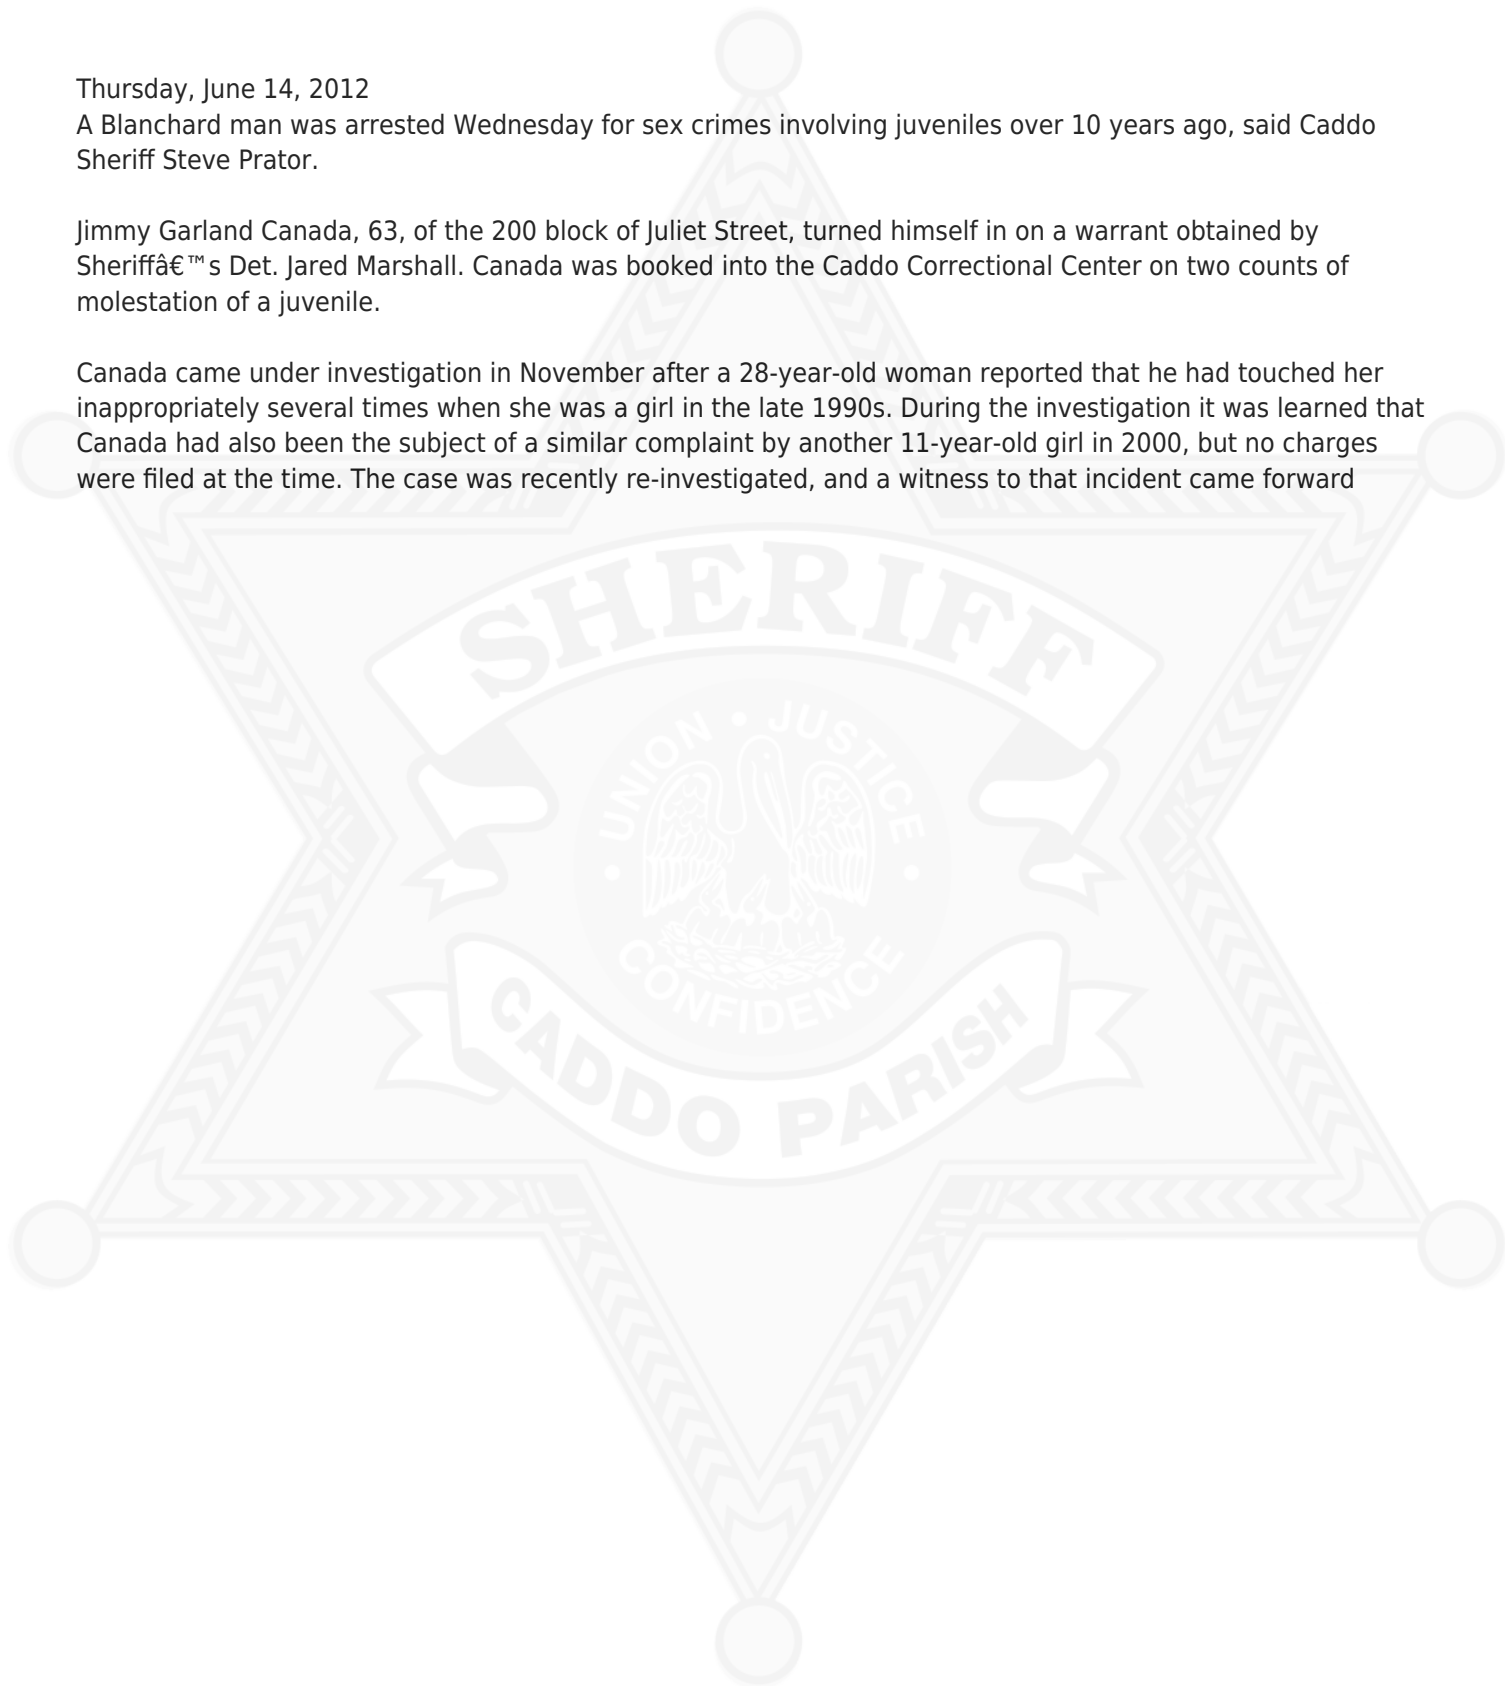 Thursday, June 14, 2012
A Blanchard man was arrested Wednesday for sex crimes involving juveniles over 10 years ago, said Caddo
Sheriff Steve Prator.
Jimmy Garland Canada, 63, of the 200 block of Juliet Street, turned himself in on a warrant obtained by
Sheriffâ€™s Det. Jared Marshall. Canada was booked into the Caddo Correctional Center on two counts of
molestation of a juvenile.
Canada came under investigation in November after a 28-year-old woman reported that he had touched her
inappropriately several times when she was a girl in the late 1990s. During the investigation it was learned that
Canada had also been the subject of a similar complaint by another 11-year-old girl in 2000, but no charges
were filed at the time. The case was recently re-investigated, and a witness to that incident came forward
SHERIFF
UNION • JUSTICE •
CONFIDENCE •
CADDO PARISH